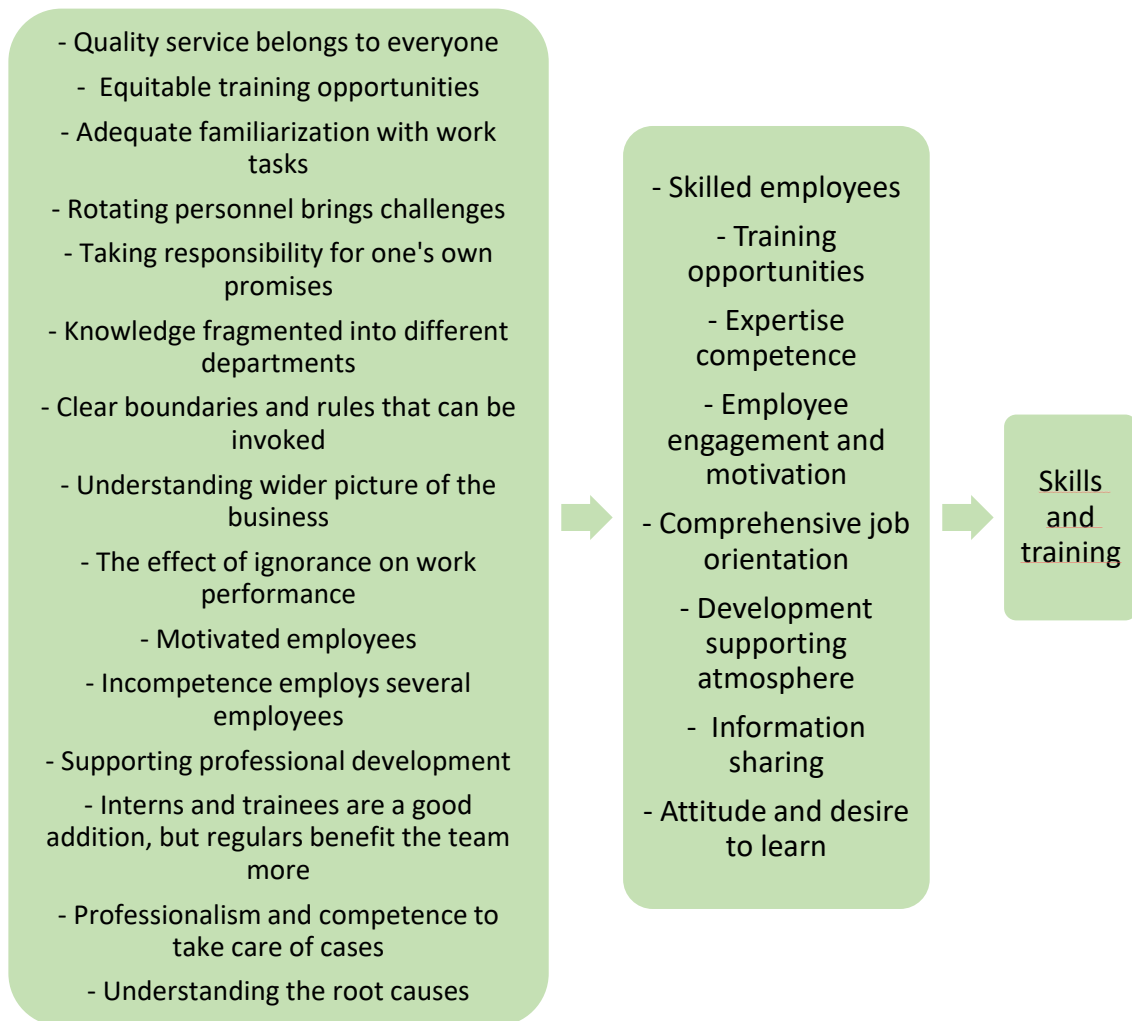 - Quality service belongs to everyone
- Equitable training opportunities
- Adequate familiarization with work
tasks
- Rotating personnel brings challenges
- Taking responsibility for one's own
promises
- Knowledge fragmented into different
departments
- Clear boundaries and rules that can be
invoked
- Understanding wider picture of the
business
- The effect of ignorance on work
performance
- Motivated employees
- Incompetence employs several
employees
- Supporting professional development
- Interns and trainees are a good
addition, but regulars benefit the team
more
- Professionalism and competence to
take care of cases
- Understanding the root causes
- Skilled employees
- Training
opportunities
- Expertise
competence
- Employee
engagement and
motivation
- Comprehensive job
orientation
- Development
supporting
atmosphere
- Information
sharing
- Attitude and desire
to learn
Skills
and
training